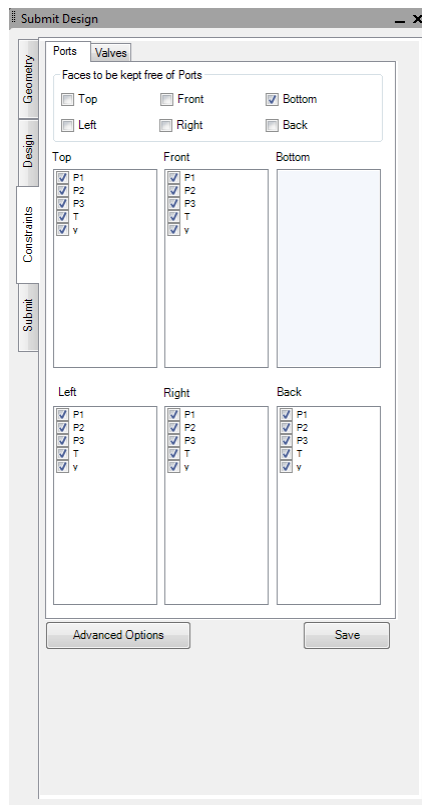 Submit Design
Geometry
Design
Constraints
Submit
Ports Valves
Faces to be kept free of Ports
Top Front Bottom
Left Right Back
Top Front Bottom
P1 P1
P2 P2
P3 P3
T T
v v
Left Right Back
P1 P1 P1
P2 P2 P2
P3 P3 P3
T T T
v v v
Advanced Options Save